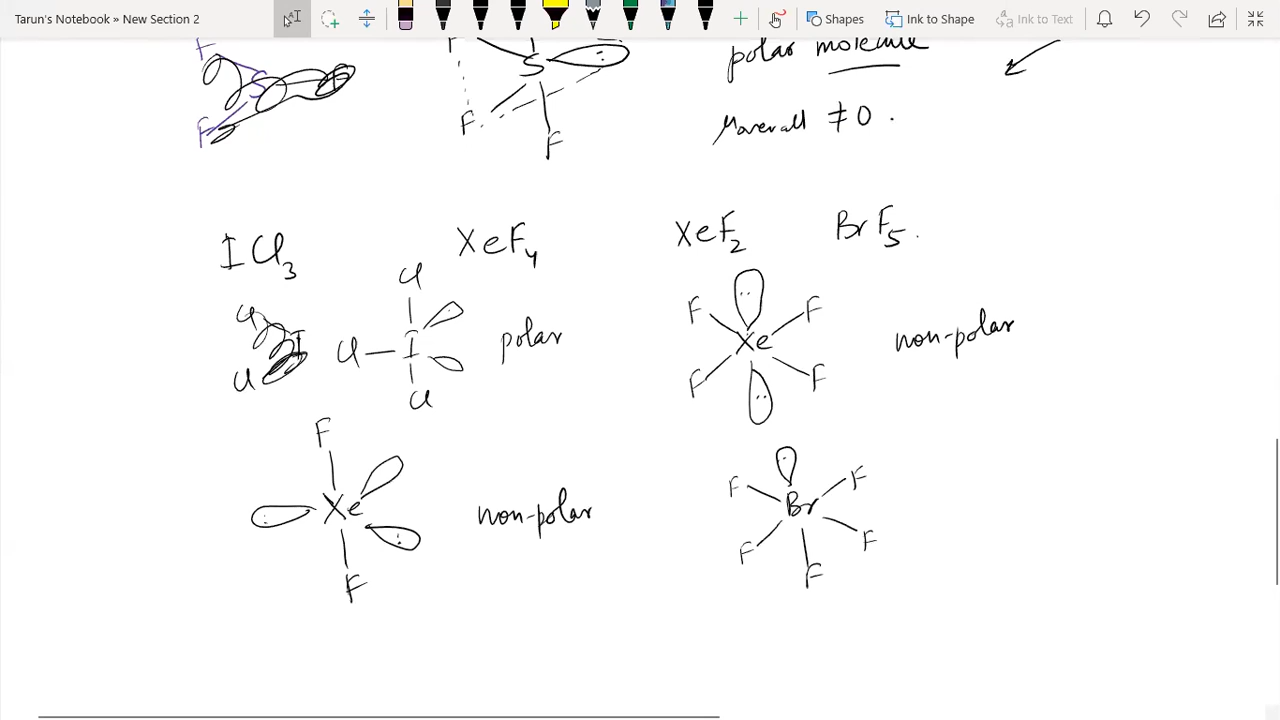 Tarun's Notebook » New Section 2
Shapes
Ink to Shape
Ink to Text
F
F
S
F
S
F
F
polar molecule
μoverall ≠ 0.
ICl3
XeF4
XeF2
BrF5.
Cl
Cl
I
Cl
Cl
I
Cl
polar
F
F
Xe
F
F
non-polar
F
Xe
F
non-polar
F
F
Br
F
F
F